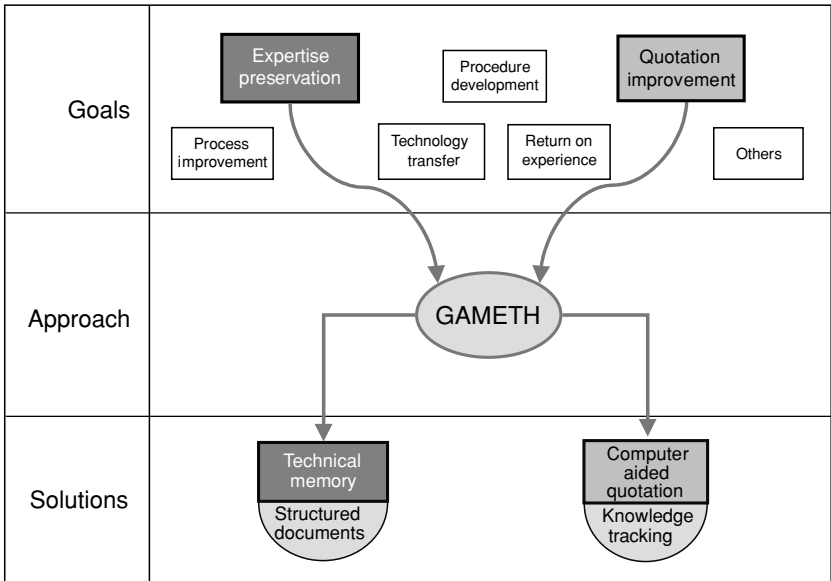 Goals
Expertise
preservation
Procedure
development
Quotation
improvement
Process
improvement
Technology
transfer
Return on
experience
Others
Approach
GAMETH
Solutions
Technical
memory
Structured
documents
Computer
aided
quotation
Knowledge
tracking